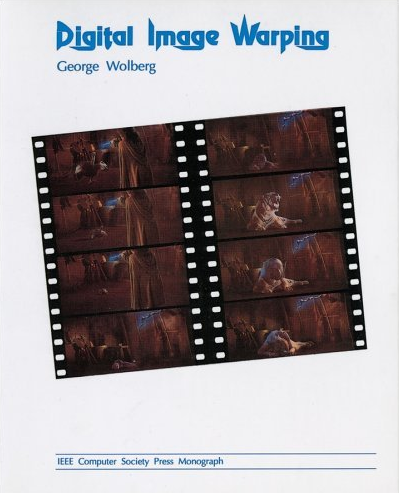 Digital Image Warping
George Wolberg
IEEE Computer Society Press Monograph